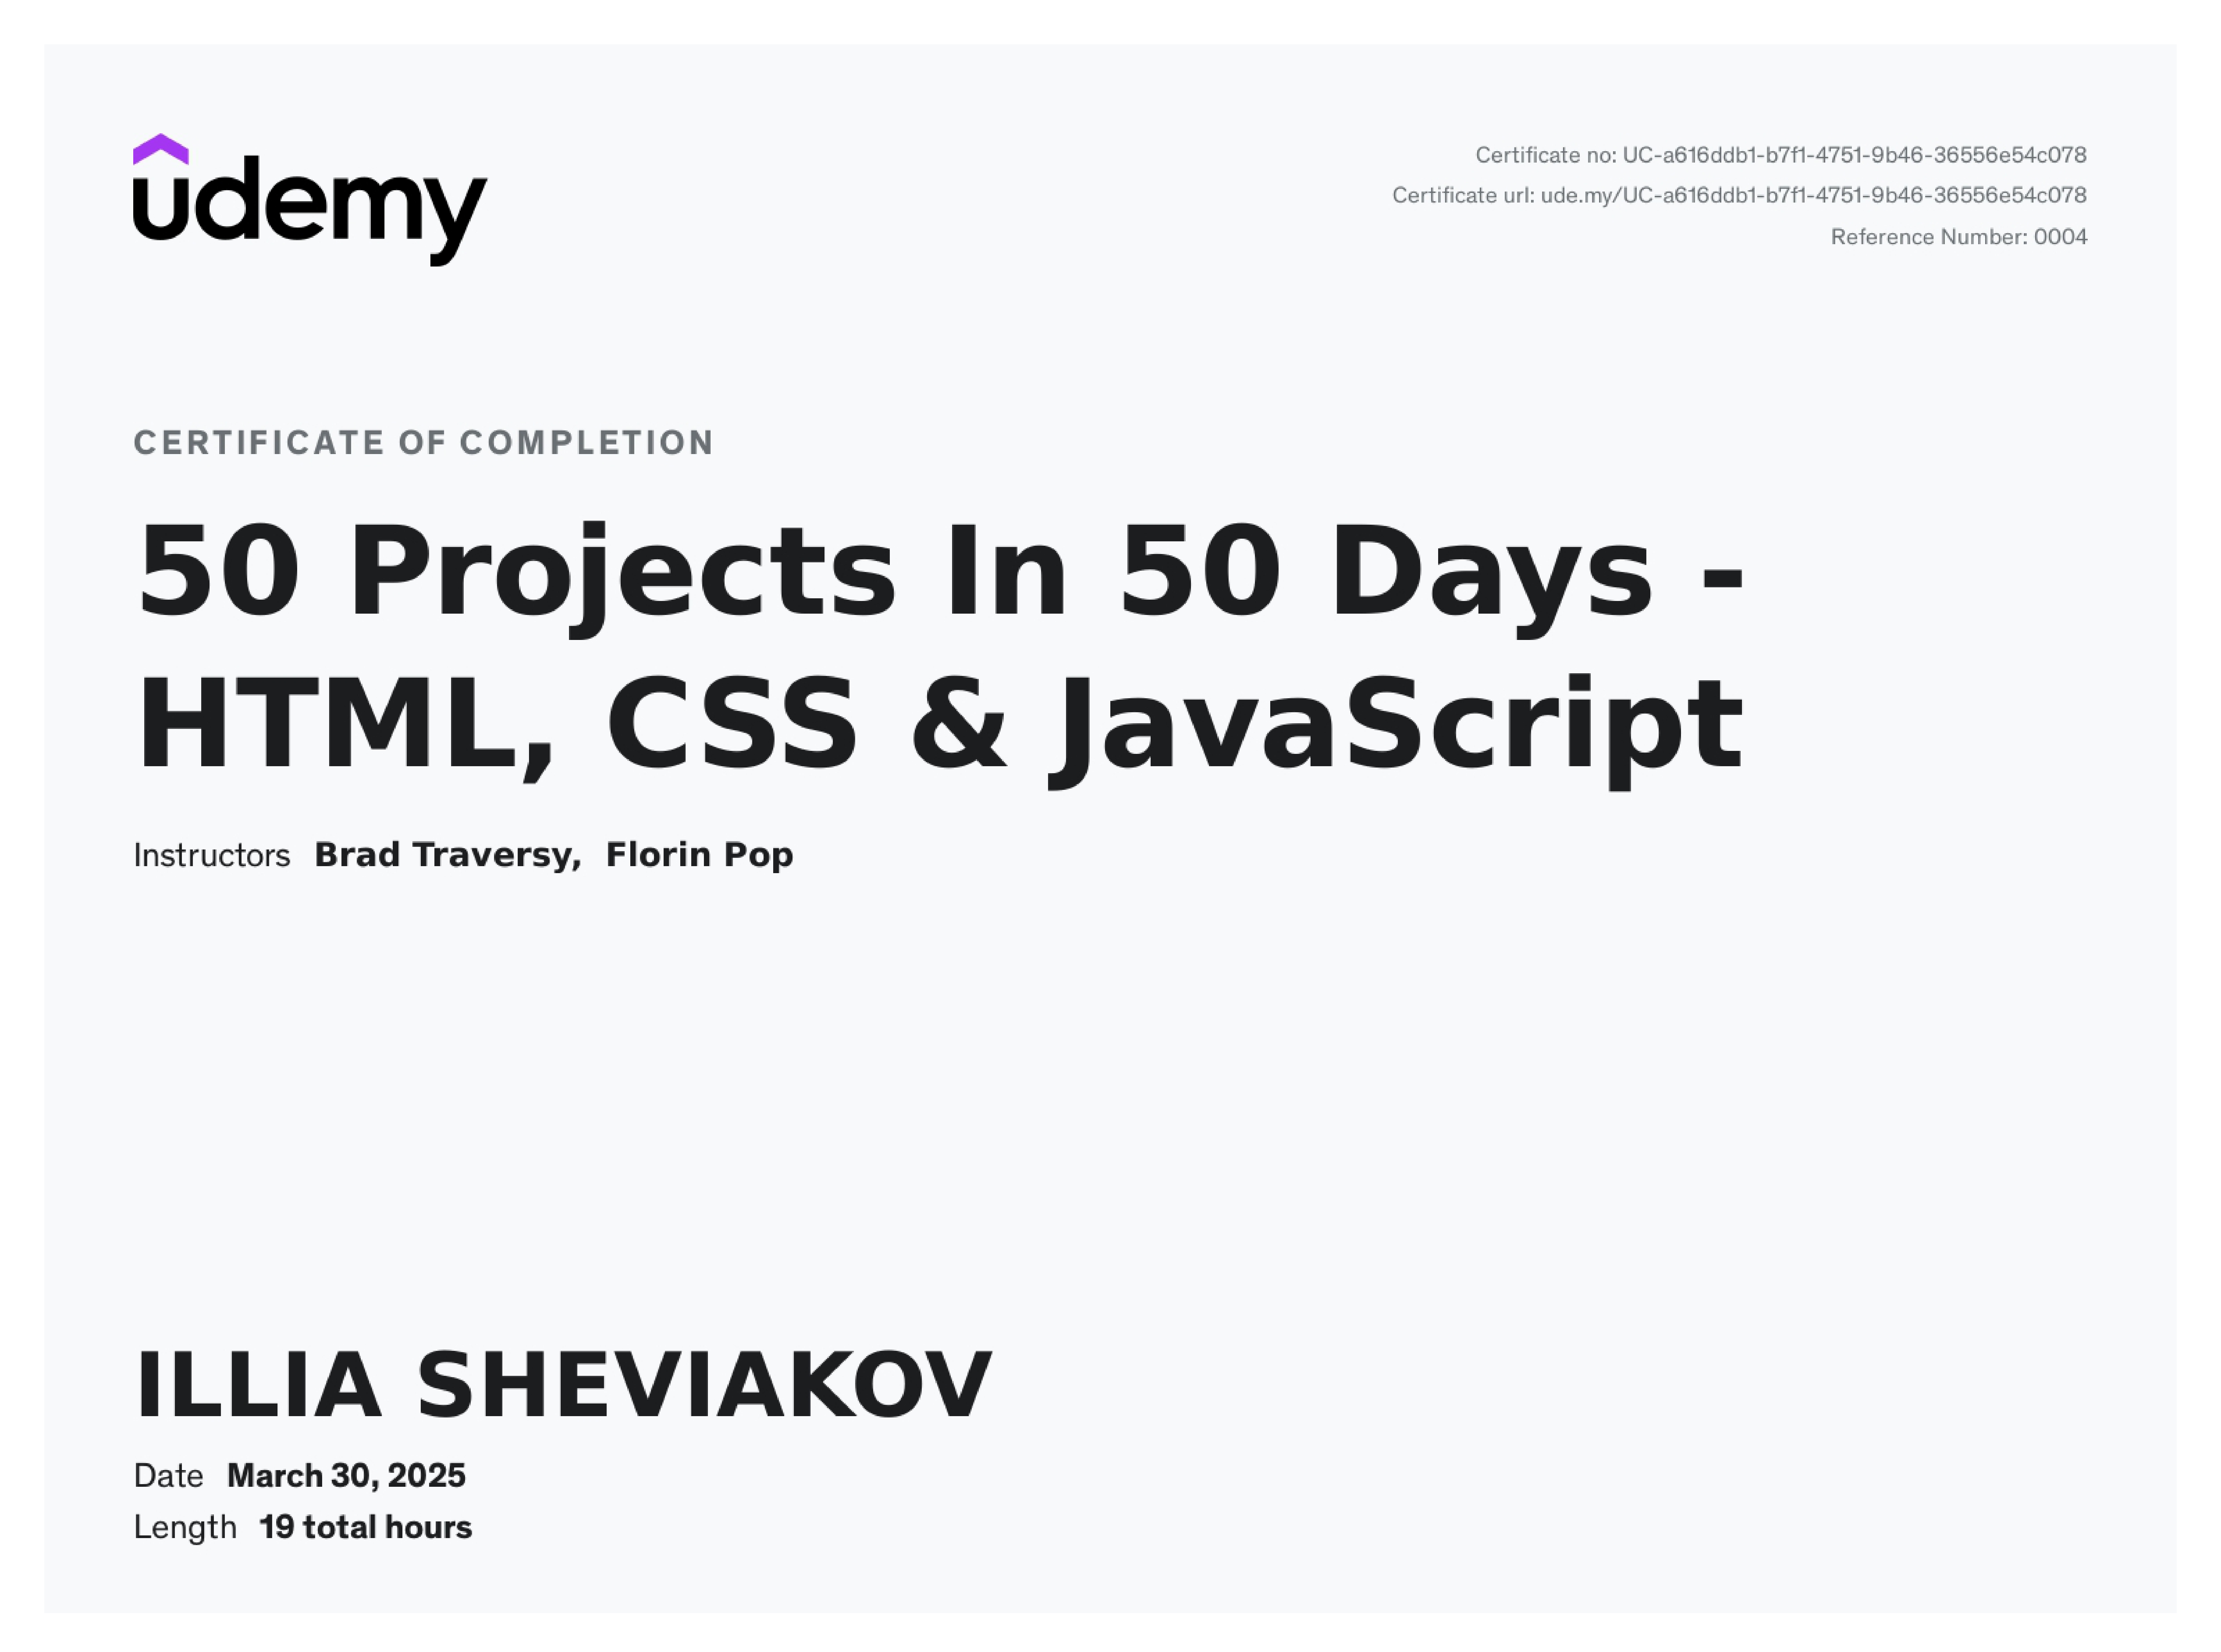 udemy
Certificate no: UC-a616ddb1-b7f1-4751-9b46-36556e54c078
Certificate url: ude.my/UC-a616ddb1-b7f1-4751-9b46-36556e54c078
Reference Number: 0004
CERTIFICATE OF COMPLETION
50 Projects In 50 Days -
HTML, CSS & JavaScript
Instructors Brad Traversy, Florin Pop
ILLIA SHEVIAKOV
Date March 30, 2025
Length 19 total hours